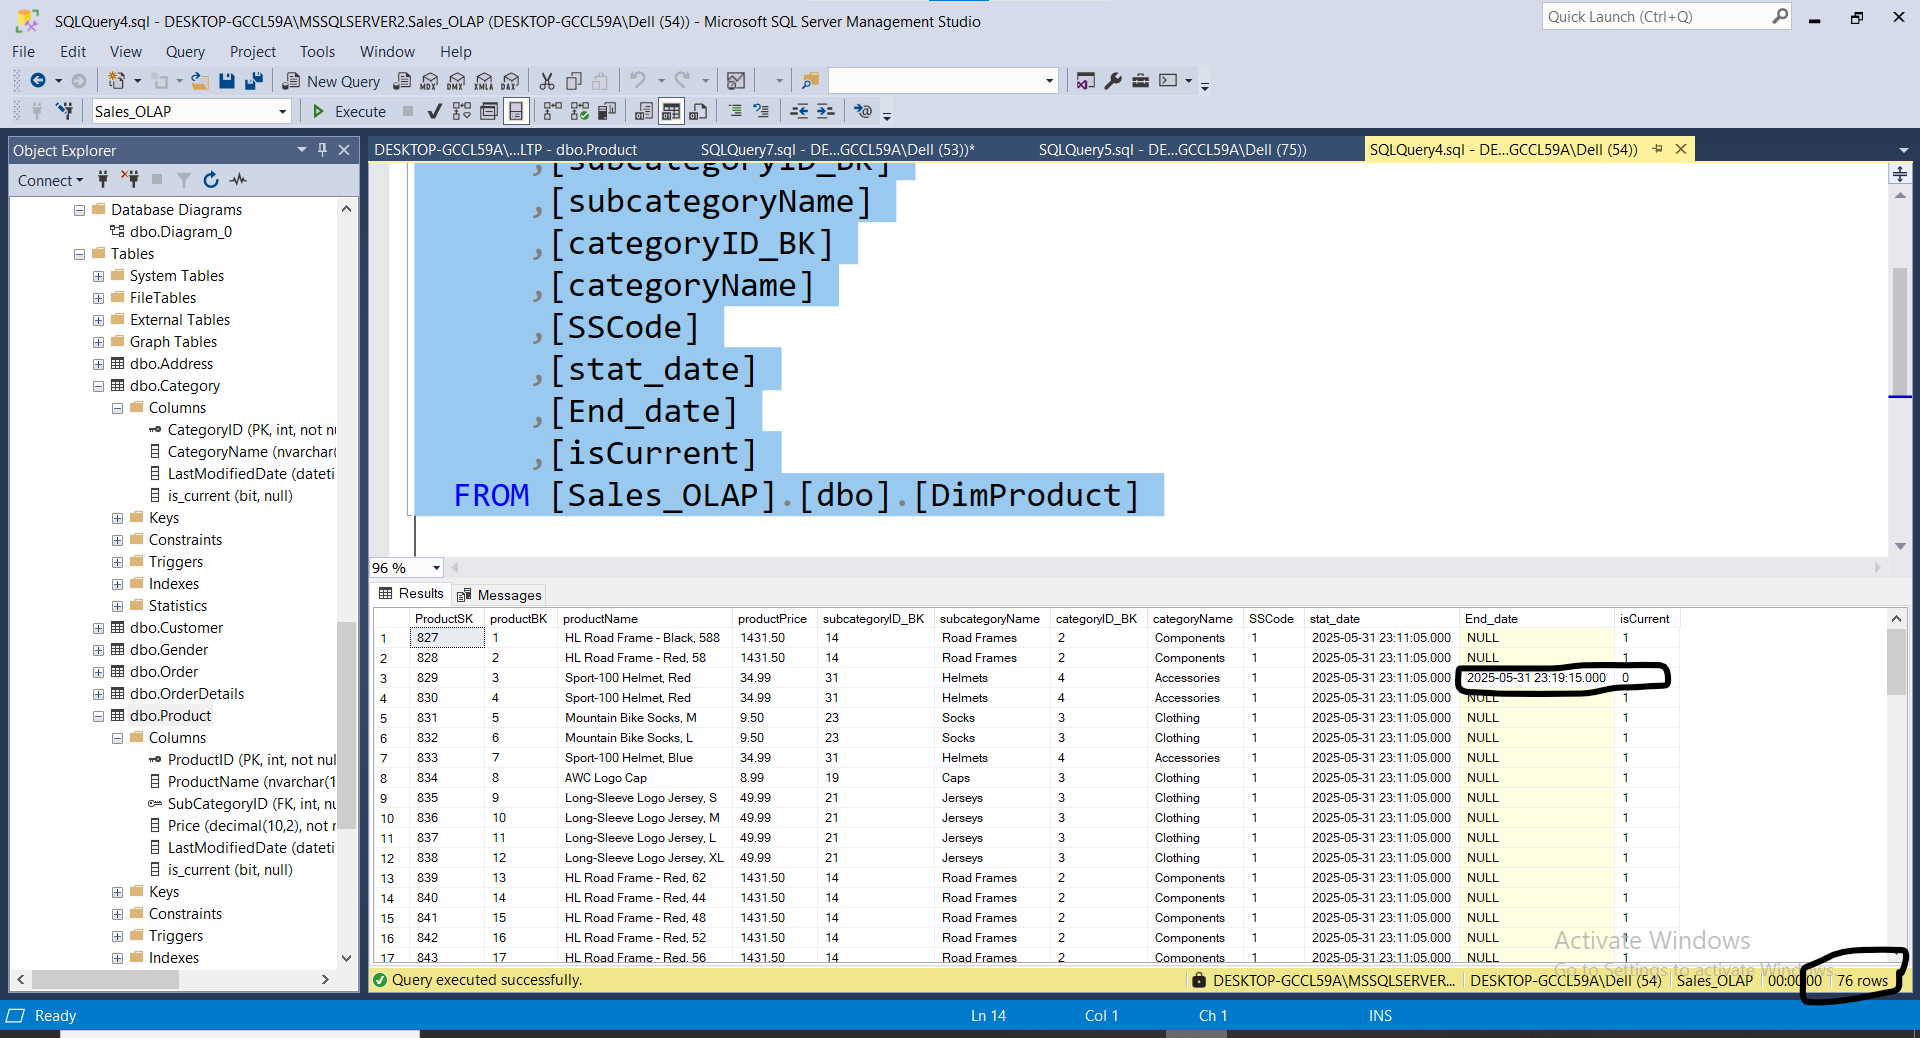 SQLQuery4.sql - DESKTOP-GCCL59A\MSSQLSERVER2.Sales_OLAP (DESKTOP-GCCL59A\Dell (54)) - Microsoft SQL Server Management Studio
Quick Launch (Ctrl+Q)
File Edit View Query Project Tools Window Help
New Query MDX DMX XMLA DAX
Sales_OLAP Execute
Object Explorer
Connect
Database Diagrams
dbo.Diagram_0
Tables
System Tables
FileTables
External Tables
Graph Tables
dbo.Address
dbo.Category
Columns
CategoryID (PK, int, not nu
CategoryName (nvarchar(
LastModifiedDate (dateti
is_current (bit, null)
Keys
Constraints
Triggers
Indexes
Statistics
dbo.Customer
dbo.Gender
dbo.Order
dbo.OrderDetails
dbo.Product
Columns
ProductID (PK, int, not nul
ProductName (nvarchar(1
SubCategoryID (FK, int, nu
Price (decimal(10,2), not r
LastModifiedDate (dateti
is_current (bit, null)
Keys
Constraints
Triggers
Indexes
DESKTOP-GCCL59A\...LTP - dbo.Product SQLQuery7.sql - DE...GCCL59A\Dell (53))* SQLQuery5.sql - DE...GCCL59A\Dell (75)) SQLQuery4.sql - DE...GCCL59A\Dell (54))
,[subcategoryID_BK]
,[subcategoryName]
,[categoryID_BK]
,[categoryName]
,[SSCode]
,[stat_date]
,[End_date]
,[isCurrent]
FROM [Sales_OLAP].[dbo].[DimProduct]
96 %
Results Messages
ProductSK productBK productName productPrice subcategoryID_BK subcategoryName categoryID_BK categoryName SSCode stat_date End_date isCurrent
1 827 1 HL Road Frame - Black, 588 1431.50 14 Road Frames 2 Components 1 2025-05-31 23:11:05.000 NULL 1
2 828 2 HL Road Frame - Red, 58 1431.50 14 Road Frames 2 Components 1 2025-05-31 23:11:05.000 NULL 1
3 829 3 Sport-100 Helmet, Red 34.99 31 Helmets 4 Accessories 1 2025-05-31 23:11:05.000 2025-05-31 23:19:15.000 0
4 830 4 Sport-100 Helmet, Red 34.99 31 Helmets 4 Accessories 1 2025-05-31 23:11:05.000 NULL 1
5 831 5 Mountain Bike Socks, M 9.50 23 Socks 3 Clothing 1 2025-05-31 23:11:05.000 NULL 1
6 832 6 Mountain Bike Socks, L 9.50 23 Socks 3 Clothing 1 2025-05-31 23:11:05.000 NULL 1
7 833 7 Sport-100 Helmet, Blue 34.99 31 Helmets 4 Accessories 1 2025-05-31 23:11:05.000 NULL 1
8 834 8 AWC Logo Cap 8.99 19 Caps 3 Clothing 1 2025-05-31 23:11:05.000 NULL 1
9 835 9 Long-Sleeve Logo Jersey, S 49.99 21 Jerseys 3 Clothing 1 2025-05-31 23:11:05.000 NULL 1
10 836 10 Long-Sleeve Logo Jersey, M 49.99 21 Jerseys 3 Clothing 1 2025-05-31 23:11:05.000 NULL 1
11 837 11 Long-Sleeve Logo Jersey, L 49.99 21 Jerseys 3 Clothing 1 2025-05-31 23:11:05.000 NULL 1
12 838 12 Long-Sleeve Logo Jersey, XL 49.99 21 Jerseys 3 Clothing 1 2025-05-31 23:11:05.000 NULL 1
13 839 13 HL Road Frame - Red, 62 1431.50 14 Road Frames 2 Components 1 2025-05-31 23:11:05.000 NULL 1
14 840 14 HL Road Frame - Red, 44 1431.50 14 Road Frames 2 Components 1 2025-05-31 23:11:05.000 NULL 1
15 841 15 HL Road Frame - Red, 48 1431.50 14 Road Frames 2 Components 1 2025-05-31 23:11:05.000 NULL 1
16 842 16 HL Road Frame - Red, 52 1431.50 14 Road Frames 2 Components 1 2025-05-31 23:11:05.000 NULL 1
17 843 17 HL Road Frame - Red, 56 1431.50 14 Road Frames 2 Components 1 2025-05-31 23:11:05.000 NULL 1
Activate Windows
Go to Settings to activate Windows.
Query executed successfully. DESKTOP-GCCL59A\MSSQLSERVER... DESKTOP-GCCL59A\Dell (54) Sales_OLAP 00:00:00 76 rows
Ready Ln 14 Col 1 Ch 1 INS